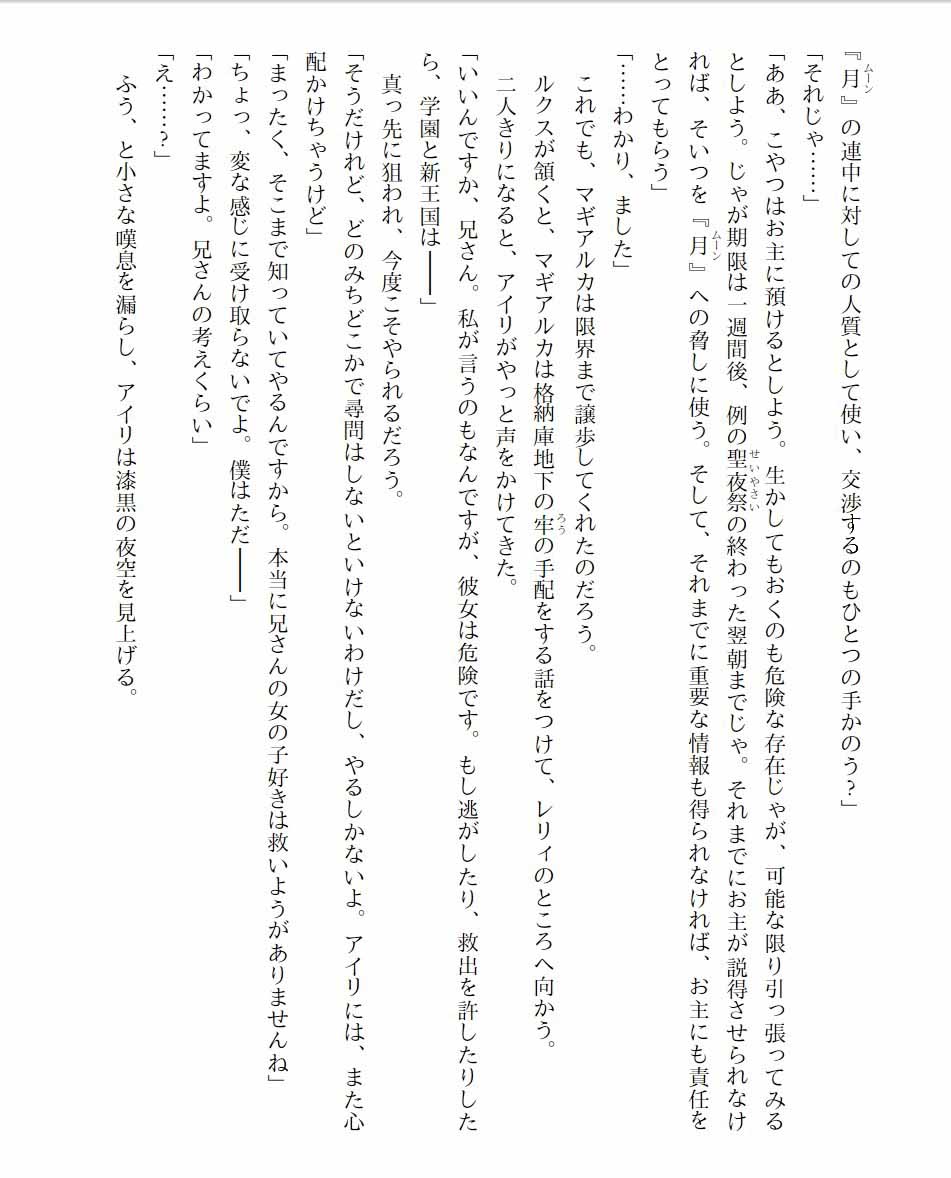 『月』の連中に対しての人質として使い、交渉するのもひとつの手かのう？」
ムーン
「それじゃ……」
「ああ、こやつはお主に預けるとしよう。生かしてもおくのも危険な存在じゃが、可能な限り引っ張ってみる
としよう。じゃが期限は一週間後、例の聖夜祭の終わった翌朝までじゃ。それまでにお主が説得させられなけ
せいやさい
れば、そいつを『月』への脅しに使う。そして、それまでに重要な情報も得られなければ、お主にも責任を
ムーン
とってもらう」
「……わかり、ました」
これでも、マギアルカは限界まで譲歩してくれたのだろう。
ルクスが頷くと、マギアルカは格納庫地下の牢の手配をする話をつけて、レリィのところへ向かう。
ろう
二人きりになると、アイリがやっと声をかけてきた。
「いいんですか、兄さん。私が言うのもなんですが、彼女は危険です。もし逃がしたり、救出を許したりした
ら、学園と新王国は――」
真っ先に狙われ、今度こそやられるだろう。
「そうだけれど、どのみちどこかで尋問はしないといけないわけだし、やるしかないよ。アイリには、また心
配かけちゃうけど」
「まったく、そこまで知っていてやるんですから。本当に兄さんの女の子好きは救いようがありませんね」
「ちょっ、変な感じに受け取らないでよ。僕はただ――」
「わかってますよ。兄さんの考えくらい」
「え……？」
ふう、と小さな嘆息を漏らし、アイリは漆黒の夜空を見上げる。